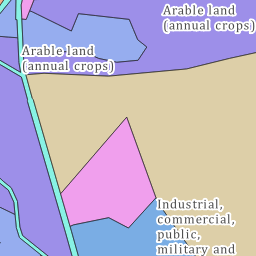 Arable land
(annual crops)
Arable land
(annual crops)
Industrial,
commercial,
public,
military and